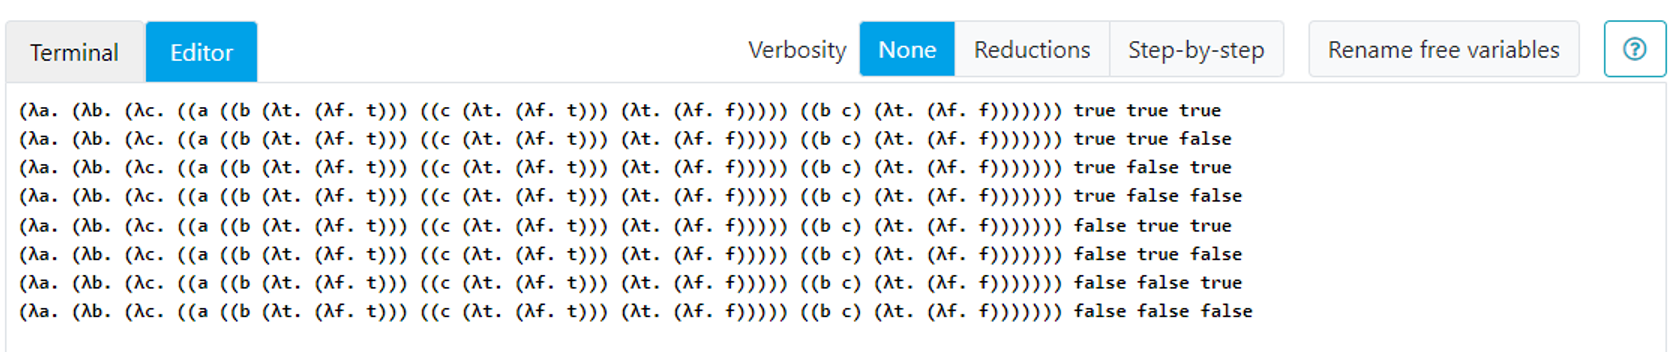 Terminal Editor Verbosity None Reductions Step-by-step Rename free variables ?
(λa. (λb. (λc. ((a ((b (λt. (λf. t))) ((c (λt. (λf. t))) (λt. (λf. f))))) ((b c) (λt. (λf. f))))))) true true true
(λa. (λb. (λc. ((a ((b (λt. (λf. t))) ((c (λt. (λf. t))) (λt. (λf. f))))) ((b c) (λt. (λf. f))))))) true true false
(λa. (λb. (λc. ((a ((b (λt. (λf. t))) ((c (λt. (λf. t))) (λt. (λf. f))))) ((b c) (λt. (λf. f))))))) true false true
(λa. (λb. (λc. ((a ((b (λt. (λf. t))) ((c (λt. (λf. t))) (λt. (λf. f))))) ((b c) (λt. (λf. f))))))) true false false
(λa. (λb. (λc. ((a ((b (λt. (λf. t))) ((c (λt. (λf. t))) (λt. (λf. f))))) ((b c) (λt. (λf. f))))))) false true true
(λa. (λb. (λc. ((a ((b (λt. (λf. t))) ((c (λt. (λf. t))) (λt. (λf. f))))) ((b c) (λt. (λf. f))))))) false true false
(λa. (λb. (λc. ((a ((b (λt. (λf. t))) ((c (λt. (λf. t))) (λt. (λf. f))))) ((b c) (λt. (λf. f))))))) false false true
(λa. (λb. (λc. ((a ((b (λt. (λf. t))) ((c (λt. (λf. t))) (λt. (λf. f))))) ((b c) (λt. (λf. f))))))) false false false